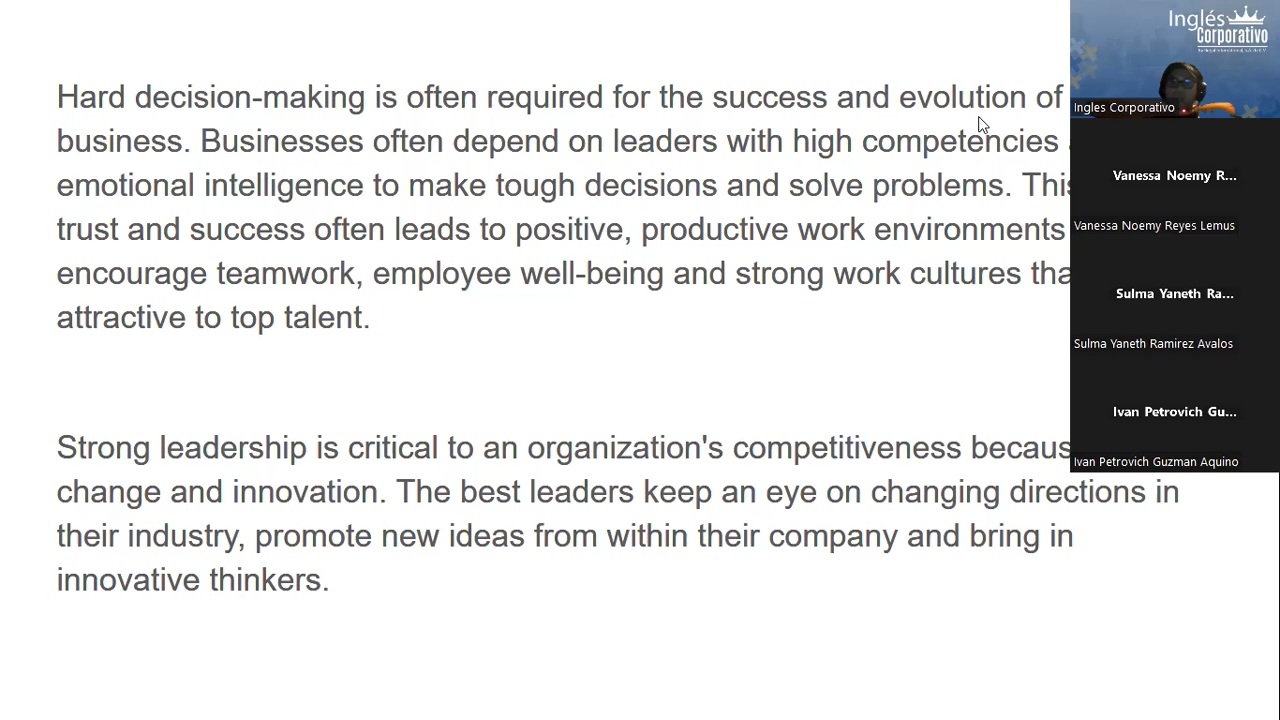 Hard decision-making is often required for the success and evolution of
business. Businesses often depend on leaders with high competencies
emotional intelligence to make tough decisions and solve problems. This
trust and success often leads to positive, productive work environments
encourage teamwork, employee well-being and strong work cultures
attractive to top talent.
Strong leadership is critical to an organization's competitiveness
change and innovation. The best leaders keep an eye on changing directions in
their industry, promote new ideas from within their company and bring in
innovative thinkers.
Inglés
Corporativo
Ingles Corporativo
Vanessa Noemy R...
Vanessa Noemy Reyes Lemus
Sulma Yaneth Ra...
Sulma Yaneth Ramirez Avalos
Ivan Petrovich Gu...
Ivan Petrovich Guzman Aquino